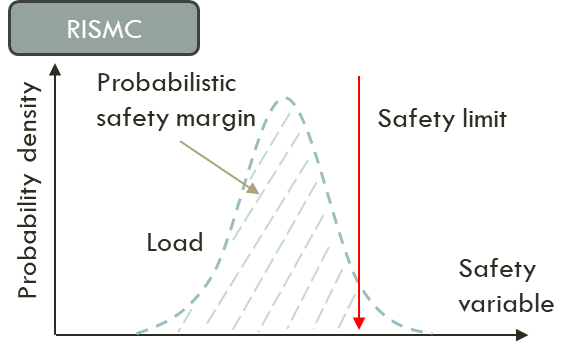 RISMC
Probabilistic
safety margin
Safety limit
Probability density
Load
Safety
variable